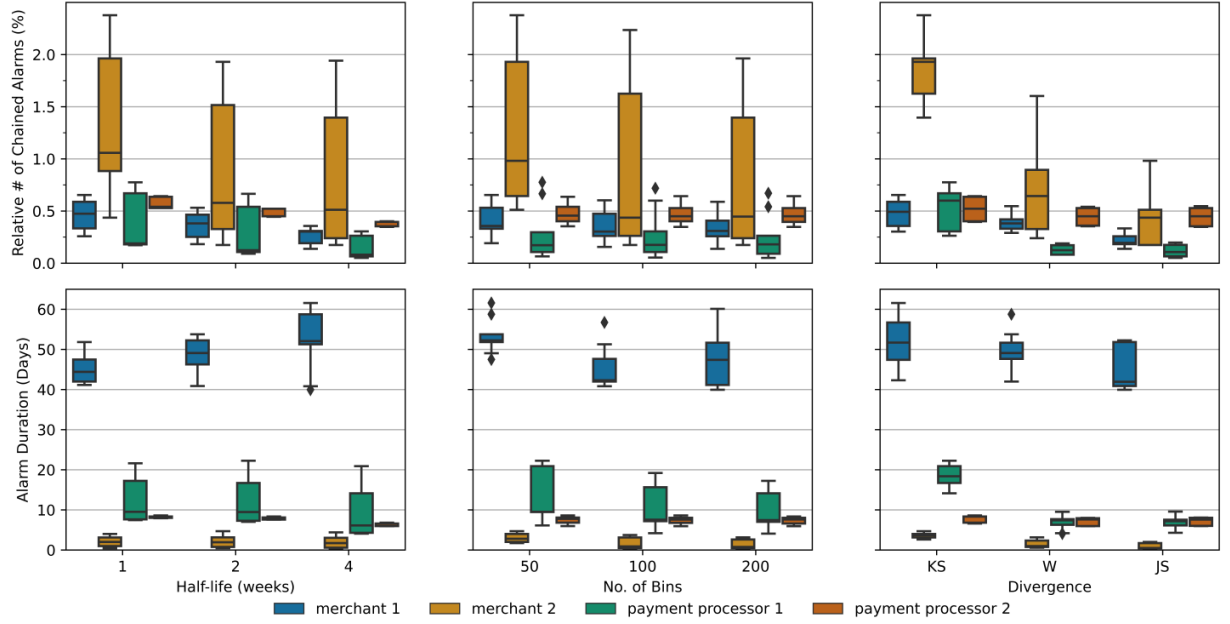 Relative # of Chained Alarms (%)
2.0
1.5
1.0
0.5
0.0
Alarm Duration (Days)
60
50
40
30
20
10
0
1 2 4
Half-life (weeks)
50 100 200
No. of Bins
KS W JS
Divergence
merchant 1 merchant 2 payment processor 1 payment processor 2